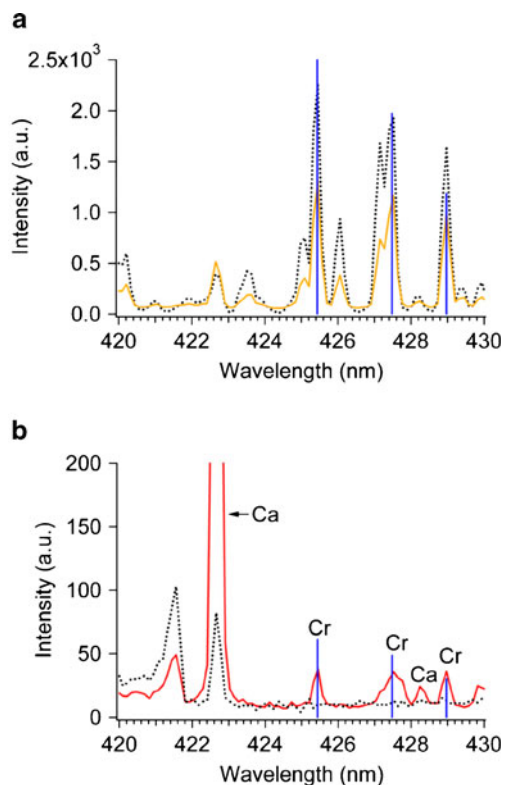 a
2.5x10³
2.0
1.5
1.0
0.5
0.0
Intensity (a.u.)
420 422 424 426 428 430
Wavelength (nm)
b
200
150
100
50
0
Intensity (a.u.)
Ca
Cr Cr Ca Cr
420 422 424 426 428 430
Wavelength (nm)